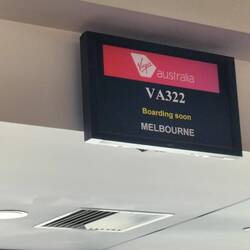 Virgin australia
VA322
Boarding soon
MELBOURNE